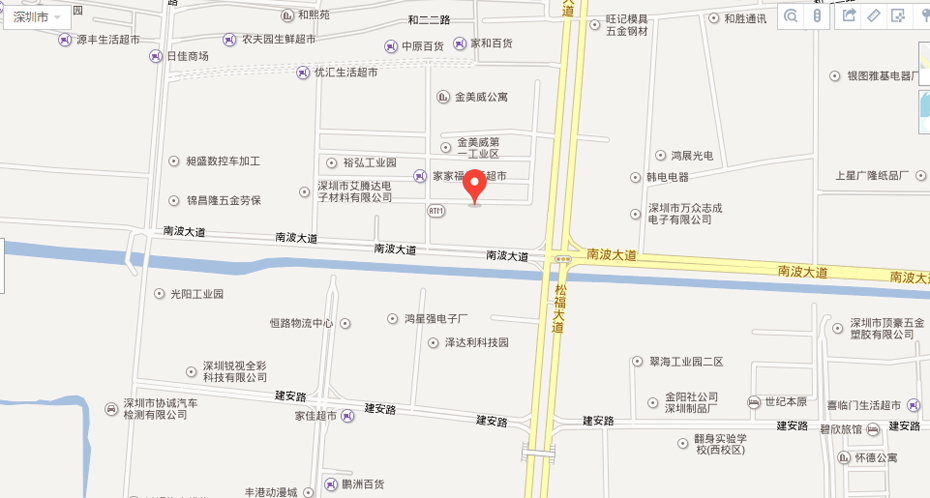 深圳市
路
园
和熙苑
和二二路
大道
旺记模具
五金钢材
和胜通讯
源丰生活超市
农夫园生鲜超市
中原百货
家和百货
日佳商场
优汇生活超市
银图雅基电器厂
金美威公寓
金美威第
一工业区
昶盛数控车加工
裕弘工业园
鸿展光电
家家福
超市
韩电电器
上星广隆纸品厂
深圳市艾腾达电
子材料有限公司
锦昌隆五金劳保
ATM
深圳市万众志成
电子有限公司
南波大道
南波大道
南波大道
南波大道
南波大道
南波大道
南波大道
光阳工业园
松福大道
恒路物流中心
鸿星强电子厂
泽达利科技园
深圳市顶豪五金
塑胶有限公司
深圳锐视全彩
科技有限公司
翠海工业园二区
建安路
建安路
建安路
建安路
建安路
建安路
深圳市协诚汽车
检测有限公司
家佳超市
金阳社公司
深圳制品厂
世纪本原
喜临门生活超市
碧欣旅馆
翻身实验学
校(西校区)
怀德公寓
鹏洲百货
丰港动漫城